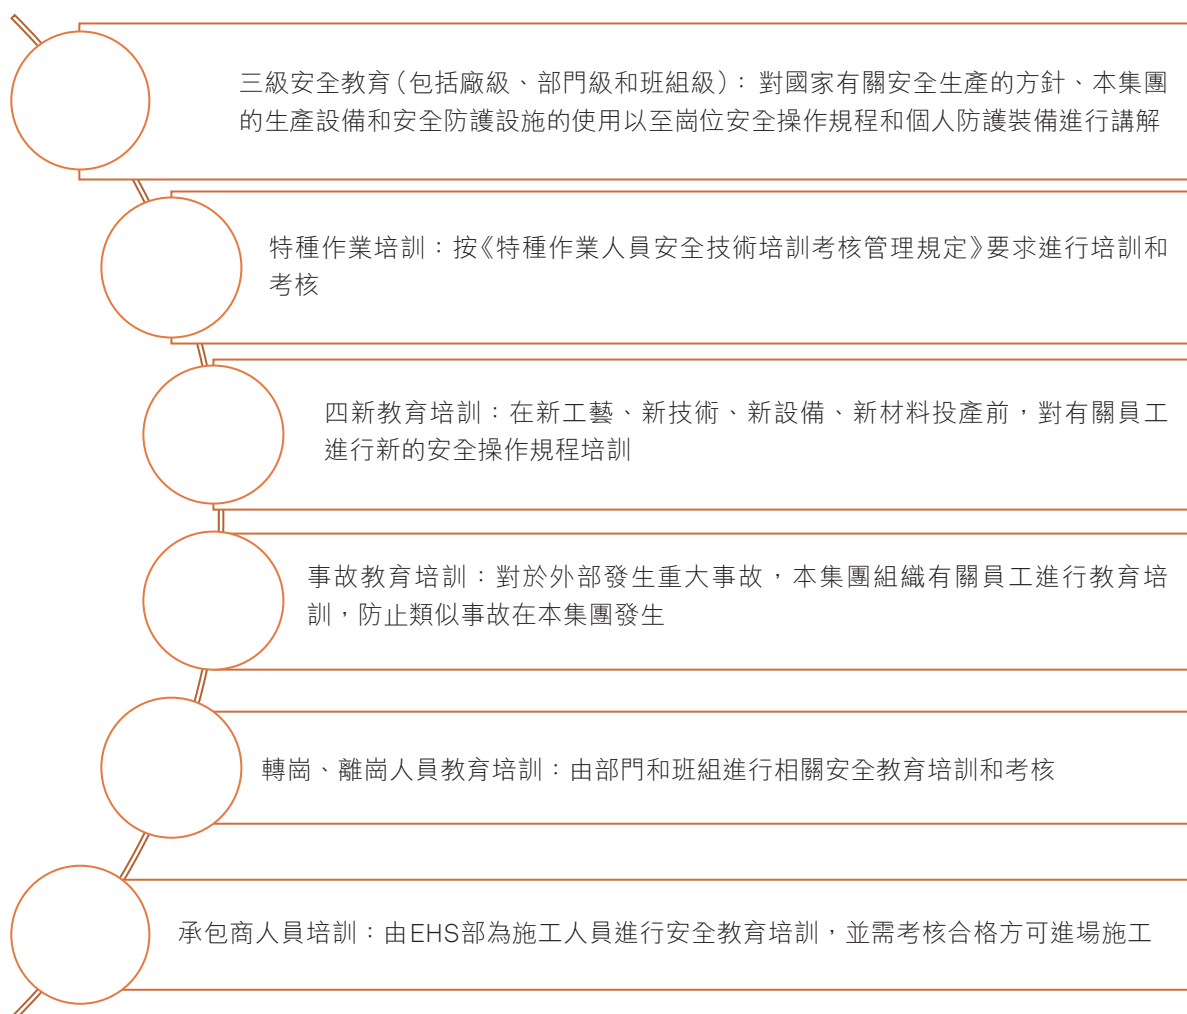 三級安全教育（包括廠級、部門級和班組級）：對國家有關安全生產的方針、本集團
的生產設備和安全防護設施的使用以至崗位安全操作規程和個人防護裝備進行講解
特種作業培訓：按《特種作業人員安全技術培訓考核管理規定》要求進行培訓和
考核
四新教育培訓：在新工藝、新技術、新設備、新材料投產前，對有關員工
進行新的安全操作規程培訓
事故教育培訓：對於外部發生重大事故，本集團組織有關員工進行教育培
訓，防止類似事故在本集團發生
轉崗、離崗人員教育培訓：由部門和班組進行相關安全教育培訓和考核
承包商人員培訓：由EHS部為施工人員進行安全教育培訓，並需考核合格方可進場施工